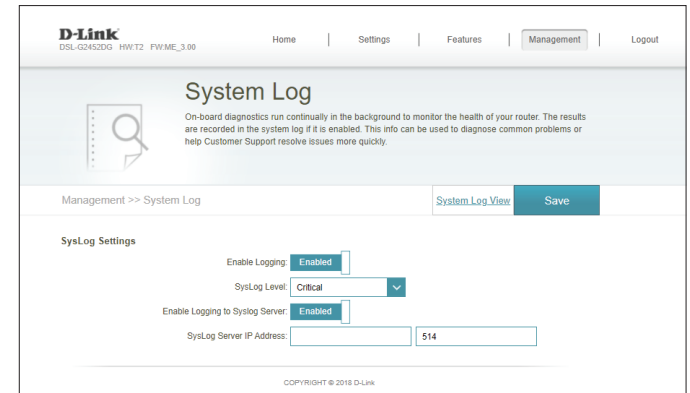 D-Link
DSL-G2452DG HW:T2 FW:ME_3.00
Home | Settings | Features | Management | Logout
System Log
On-board diagnostics run continually in the background to monitor the health of your router. The results
are recorded in the system log if it is enabled. This info can be used to diagnose common problems or
help Customer Support resolve issues more quickly.
Management >> System Log
System Log View
Save
SysLog Settings
Enable Logging: Enabled
SysLog Level: Critical
Enable Logging to Syslog Server: Enabled
SysLog Server IP Address: 514
COPYRIGHT © 2018 D-Link